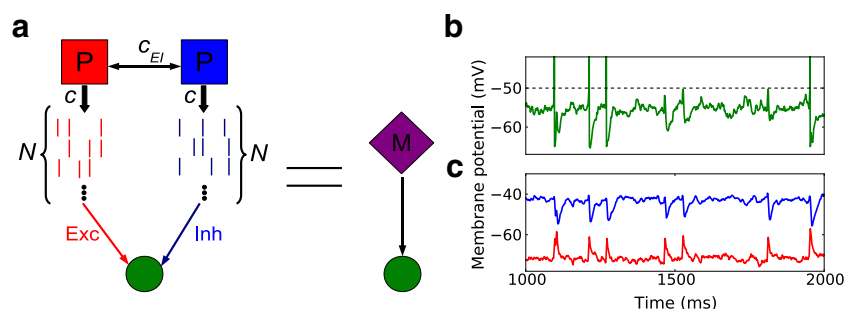 a
P
c_EI
P
c
c
N
N
Exc
Inh
M
b
−50
−60
c
−40
−60
Membrane potential (mV)
1000
1500
2000
Time (ms)